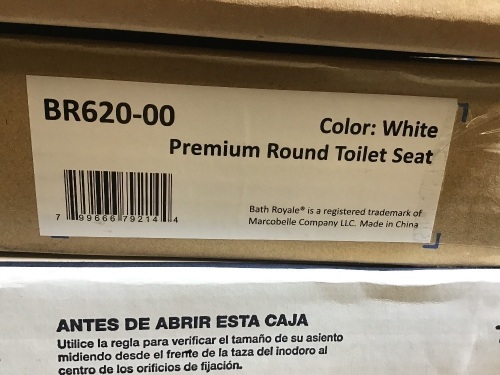 BR620-00
Color: White
Premium Round Toilet Seat
7 99666 79214 4
Bath Royale® is a registered trademark of
Marcobelle Company LLC. Made in China
ANTES DE ABRIR ESTA CAJA
Utilice la regla para verificar el tamaño de su asiento
midiendo desde el frente de la taza del inodoro al
centro de los orificios de fijación.